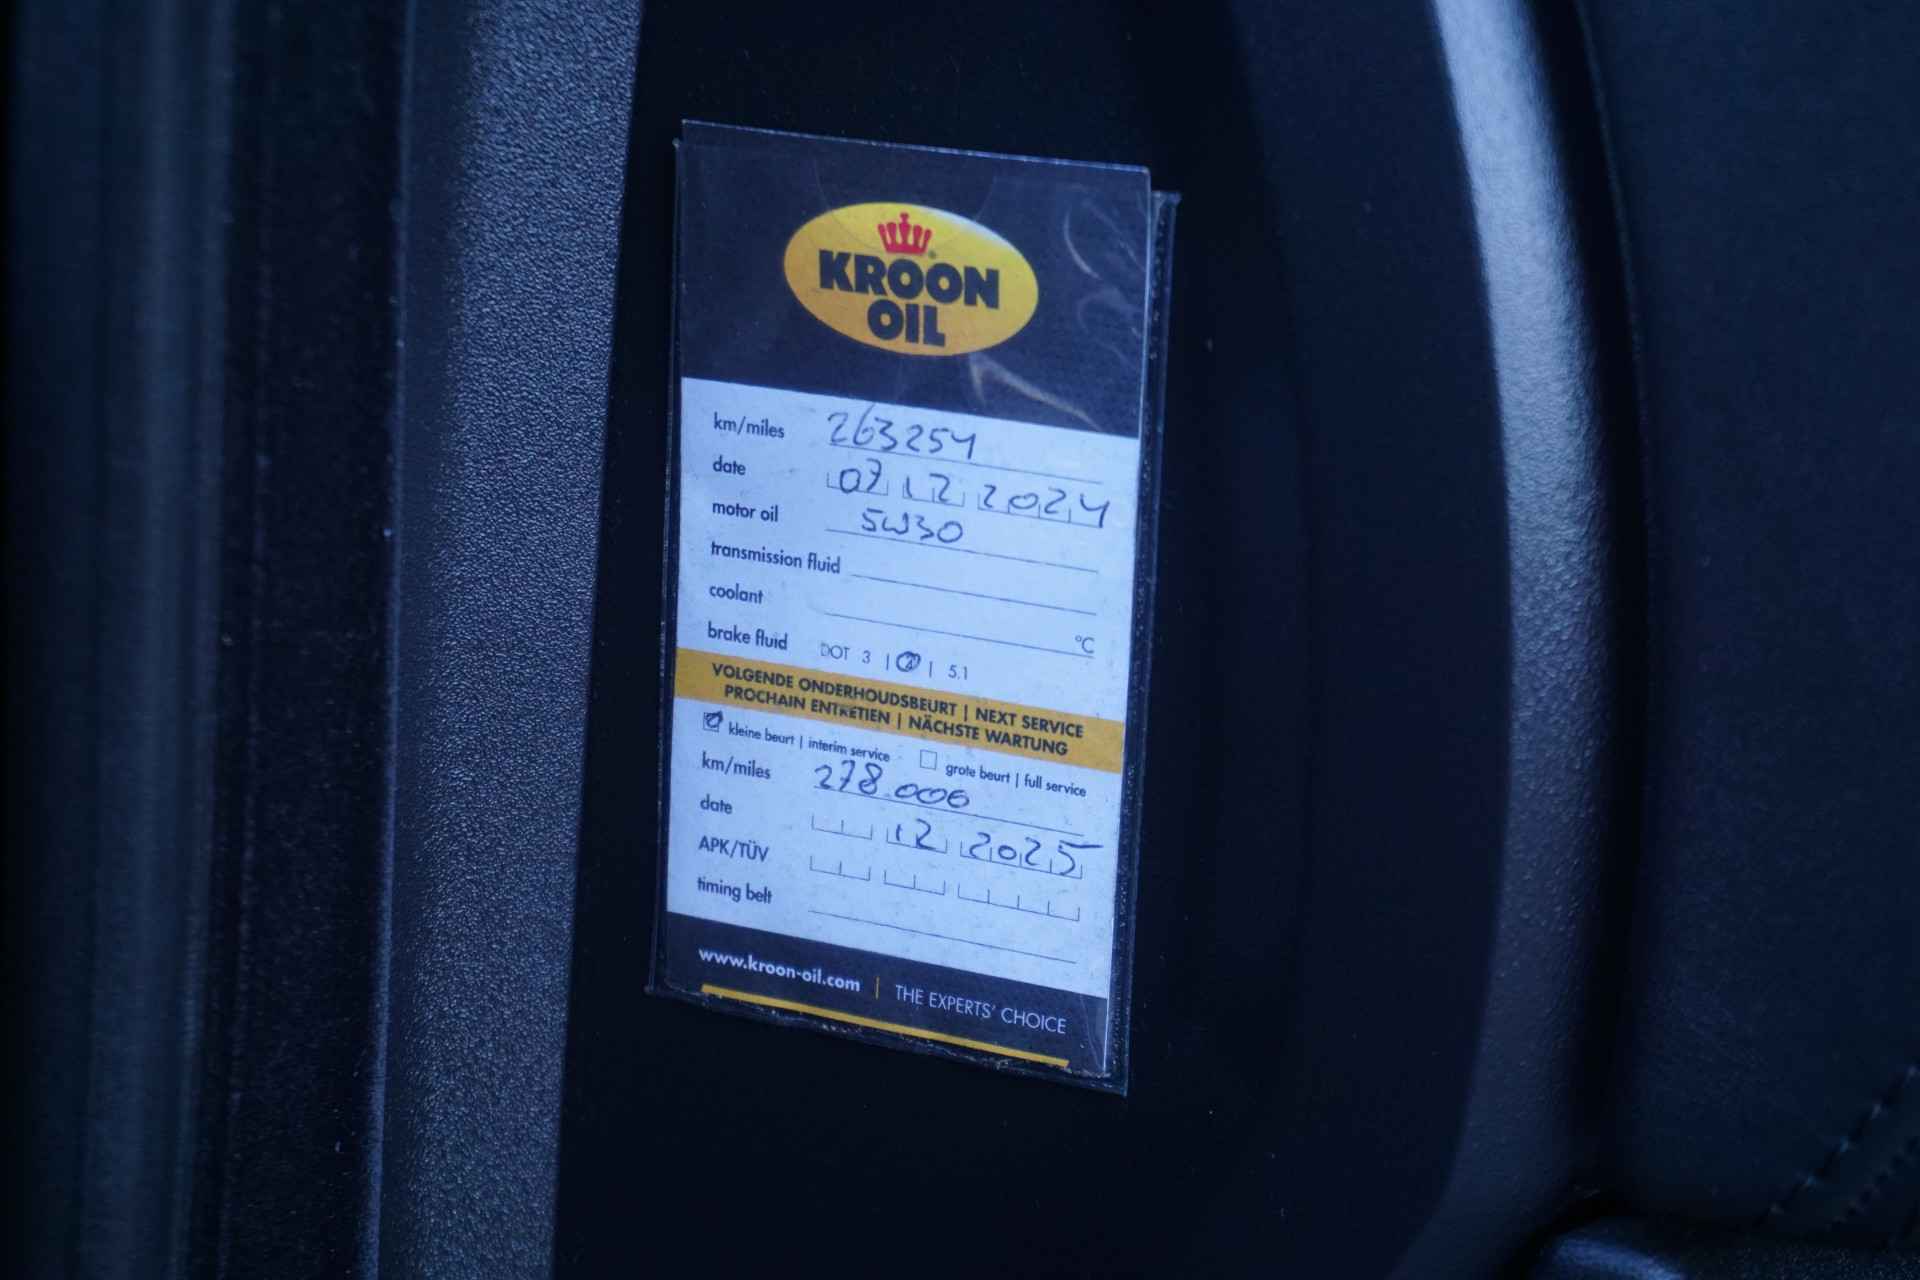 KROON
OIL
km/miles 263254
date 07 12 2024
motor oil 5W30
transmission fluid
coolant °C
brake fluid DOT 3 | 4 | 5.1
VOLGENDE ONDERHOUDSBEURT | NEXT SERVICE
PROCHAIN ENTRETIEN | NÄCHSTE WARTUNG
kleine beurt | interim service grote beurt | full service
km/miles 278.000
date 12 2025
APK/TÜV
timing belt
www.kroon-oil.com | THE EXPERTS' CHOICE